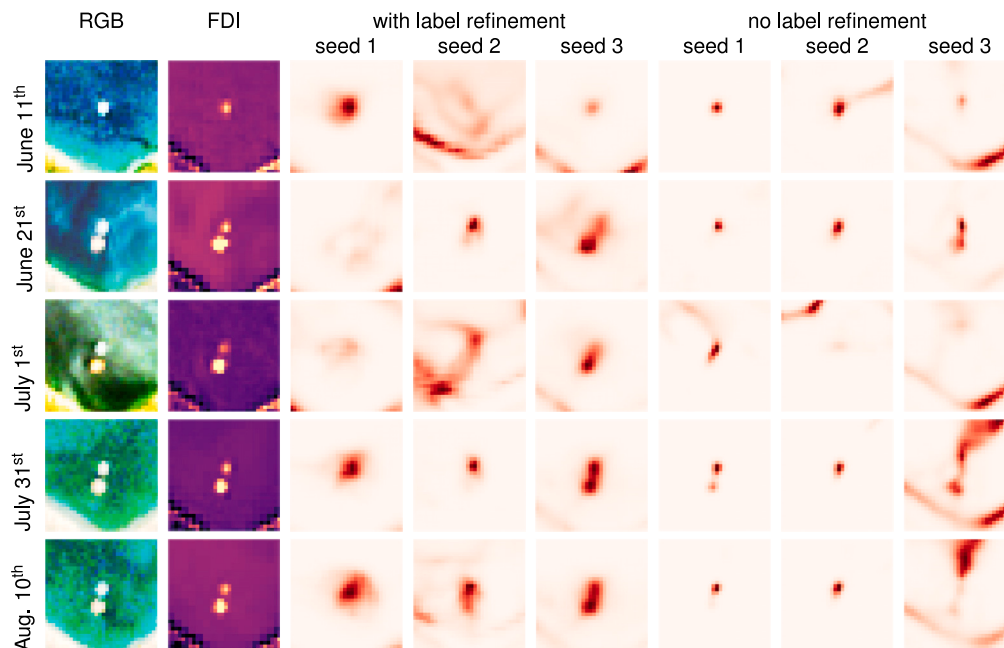 RGB FDI with label refinement no label refinement
seed 1 seed 2 seed 3 seed 1 seed 2 seed 3
June 11th
June 21st
July 1st
July 31st
Aug. 10th